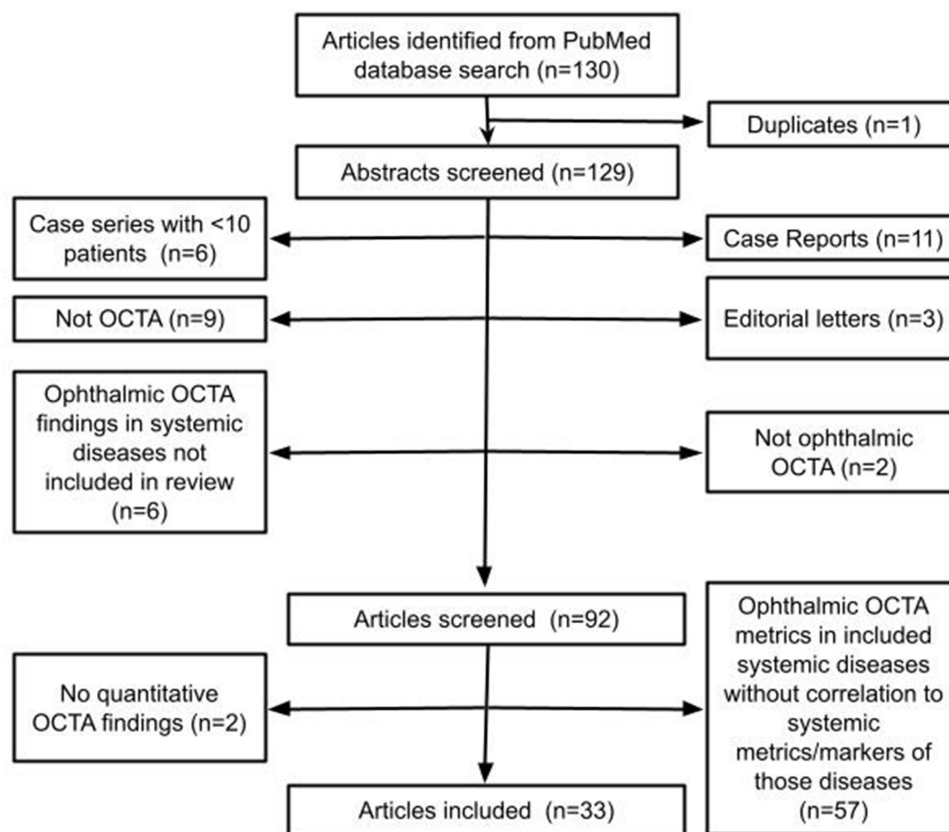 Articles identified from PubMed
database search (n=130)
Duplicates (n=1)
Abstracts screened (n=129)
Case series with <10
patients (n=6)
Case Reports (n=11)
Not OCTA (n=9)
Editorial letters (n=3)
Ophthalmic OCTA
findings in systemic
diseases not
included in review
(n=6)
Not ophthalmic
OCTA (n=2)
Articles screened (n=92)
No quantitative
OCTA findings (n=2)
Ophthalmic OCTA
metrics in included
systemic diseases
without correlation to
systemic
metrics/markers of
those diseases
(n=57)
Articles included (n=33)